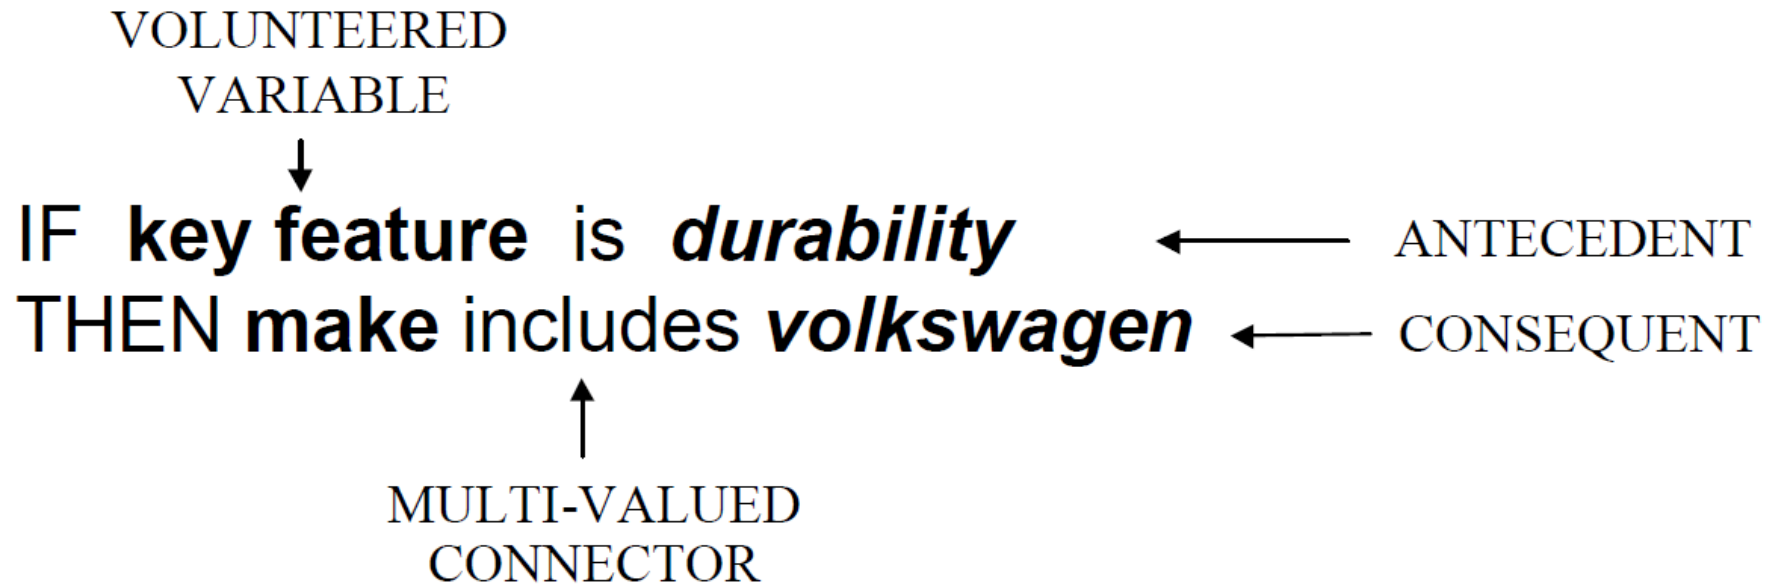 VOLUNTEERED
VARIABLE
IF key feature is durability
ANTECEDENT
THEN make includes volkswagen
CONSEQUENT
MULTI-VALUED
CONNECTOR